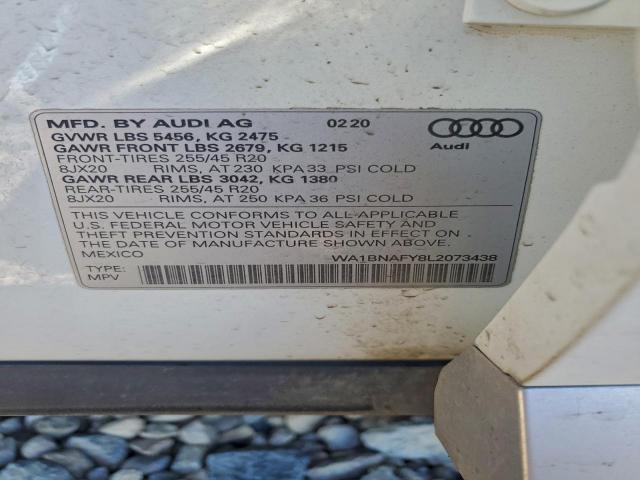 MFD. BY AUDI AG 02 20
GVWR LBS 5456, KG 2475
GAWR FRONT LBS 2679, KG 1215
FRONT-TIRES 255/45 R20
8JX20 RIMS, AT 230 KPA 33 PSI COLD
GAWR REAR LBS 3042, KG 1380
REAR-TIRES 255/45 R20
8JX20 RIMS, AT 250 KPA 36 PSI COLD
Audi
THIS VEHICLE CONFORMS TO ALL APPLICABLE
U.S. FEDERAL MOTOR VEHICLE SAFETY AND THEFT
PREVENTION STANDARDS IN EFFECT ON
THE DATE OF MANUFACTURE SHOWN ABOVE.
MEXICO WA1BNAFY8L2073438
TYPE:
MPV